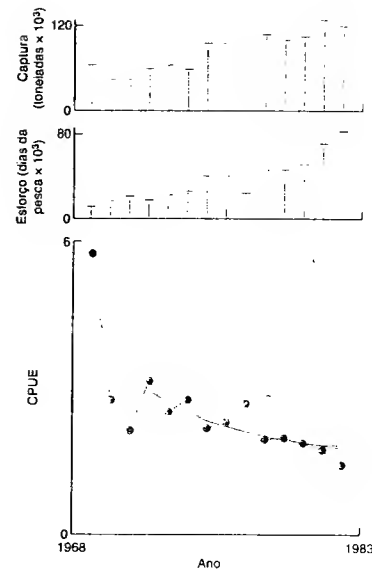 Captura
(toneladas × 10³)
120
0
Esforço (dias da
pesca × 10³)
80
0
CPUE
6
0
1968
1983
Ano